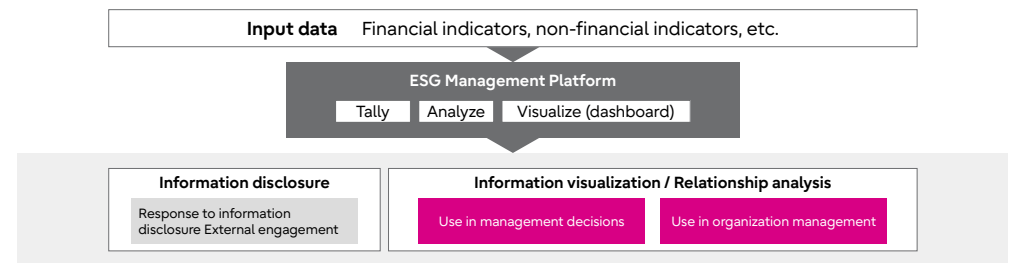 Input data Financial indicators, non-financial indicators, etc.
ESG Management Platform
Tally Analyze Visualize (dashboard)
Information disclosure
Response to information
disclosure External engagement
Information visualization / Relationship analysis
Use in management decisions
Use in organization management